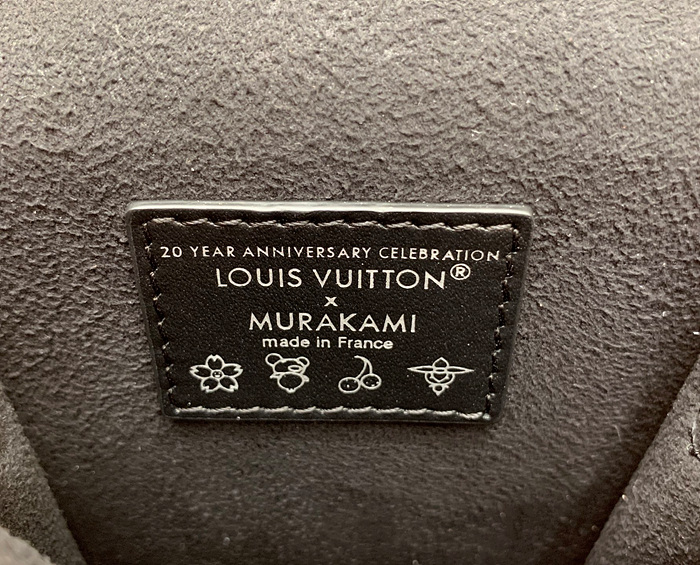 20 YEAR ANNIVERSARY CELEBRATION
LOUIS VUITTON®
x
MURAKAMI
made in France